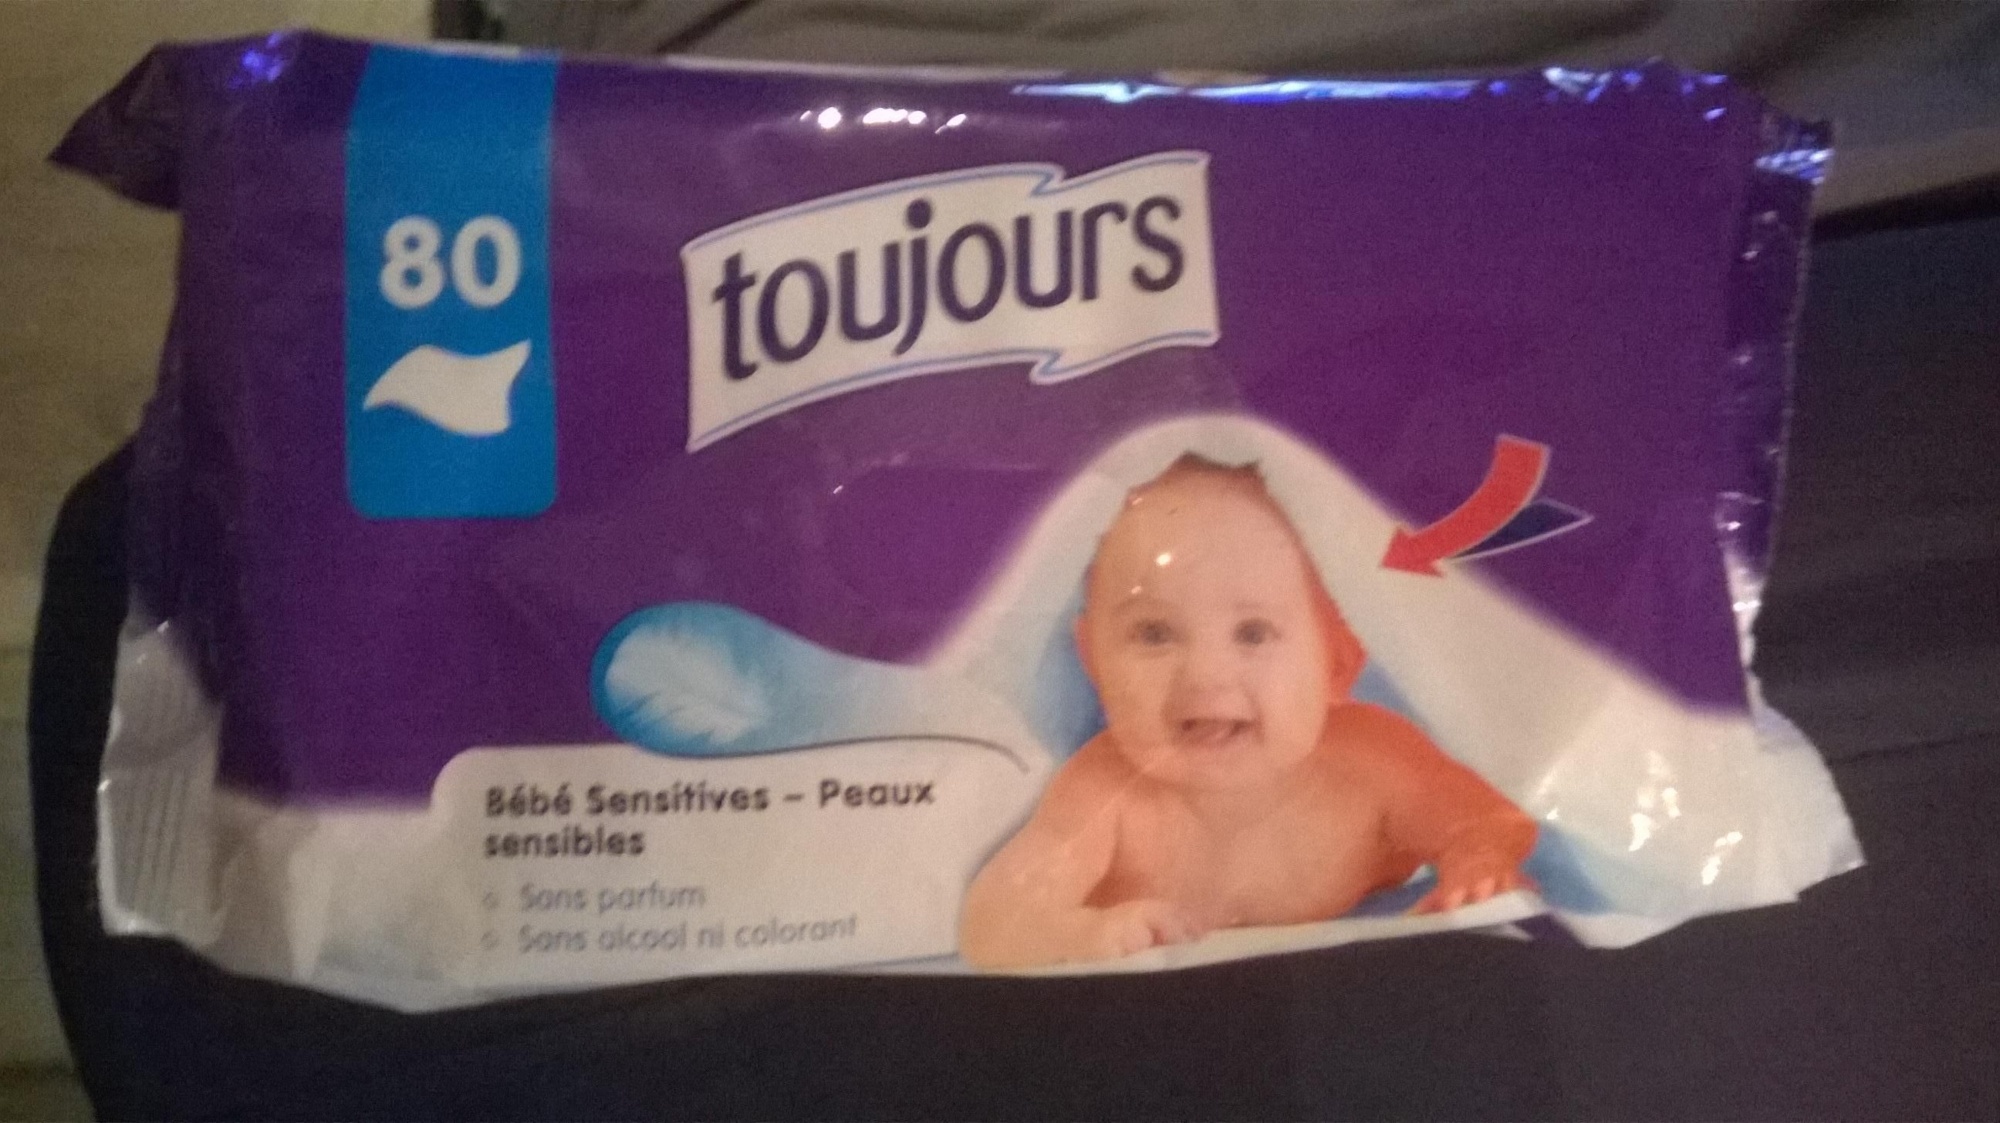 80
toujours
Bébé Sensitives – Peaux
sensibles
Sans parfum
Sans alcool ni colorant